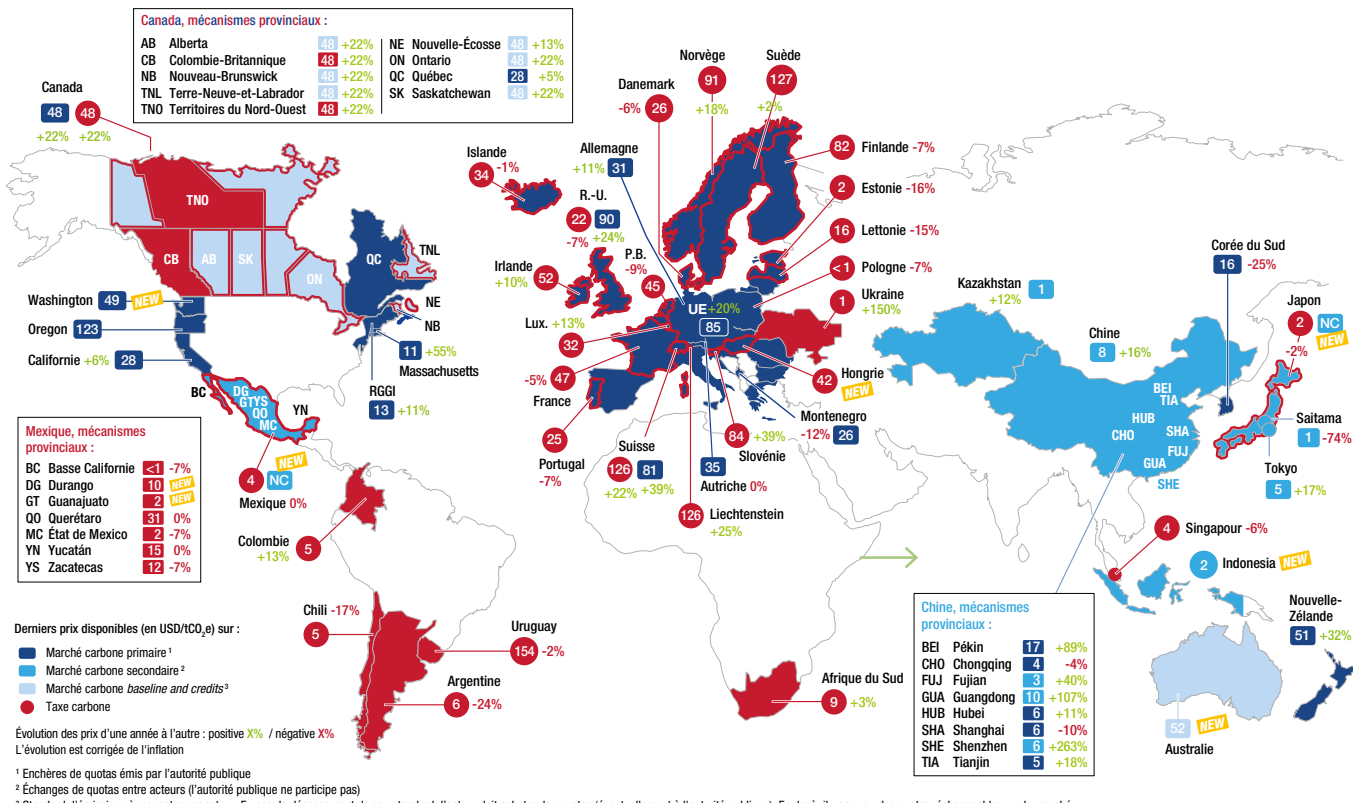 Canada, mécanismes provinciaux :
AB Alberta 48 +22%
CB Colombie-Britannique 48 +22%
NB Nouveau-Brunswick 48 +22%
TNL Terre-Neuve-et-Labrador 48 +22%
TNO Territoires du Nord-Ouest 48 +22%
NE Nouvelle-Écosse 48 +13%
ON Ontario 48 +22%
QC Québec 28 +5%
SK Saskatchewan 48 +22%
Canada
48 48
+22% +22%
TNO
CB
AB
SK
ON
QC
TNL
NE
NB
Washington 49 NEW
Oregon 123
Californie +6% 28
11 +55%
Massachusetts
RGGI
13 +11%
BC
DG
GT YS
QO
MC
YN
NEW
4 NC
Mexique 0%
Mexique, mécanismes
provinciaux :
BC Basse Californie <1 -7%
DG Durango 10 NEW
GT Guanajuato 2 NEW
QO Querétaro 31 0%
MC État de Mexico 2 -7%
YN Yucatán 15 0%
YS Zacatecas 12 -7%
Colombie 5
+13%
Chili -17%
5
Uruguay
154 -2%
Argentine
6 -24%
Islande
-1%
34
Norvège
91
+18%
Suède
127
+2%
Danemark
-6% 26
Allemagne
+11% 31
R.-U.
22 90
-7% +24%
P.B.
-9%
45
Irlande 52
+10%
Lux. +13%
32
-5% 47
France
25
Portugal
-7%
UE +20%
85
82 Finlande -7%
2 Estonie -16%
16 Lettonie -15%
<1 Pologne -7%
Ukraine
1 +150%
Hongrie
42 NEW
Montenegro
-12% 26
84 +39%
Slovénie
35
Autriche 0%
Suisse
126 81
+22% +39%
126 Liechtenstein
+25%
Afrique du Sud
9 +3%
Kazakhstan 1
+12%
Chine
8 +16%
BEI
TIA
HUB
CHO
SHA
FUJ
GUA
SHE
Corée du Sud
16 -25%
Japon
2 NC
-2% NEW
Saitama
1 -74%
Tokyo
5 +17%
4 Singapour -6%
2 Indonesia NEW
Nouvelle-
Zélande
51 +32%
52 NEW
Australie
Chine, mécanismes
provinciaux :
BEI Pékin 17 +89%
CHO Chongqing 4 -4%
FUJ Fujian 3 +40%
GUA Guangdong 10 +107%
HUB Hubei 6 +11%
SHA Shanghai 6 -10%
SHE Shenzhen 6 +263%
TIA Tianjin 5 +18%
Derniers prix disponibles (en USD/tCO₂e) sur :
Marché carbone primaire ¹
Marché carbone secondaire ²
Marché carbone baseline and credits ³
Taxe carbone
Évolution des prix d'une année à l'autre : positive X% / négative X%
L'évolution est corrigée de l'inflation
¹ Enchères de quotas émis par l'autorité publique
² Échanges de quotas entre acteurs (l'autorité publique ne participe pas)